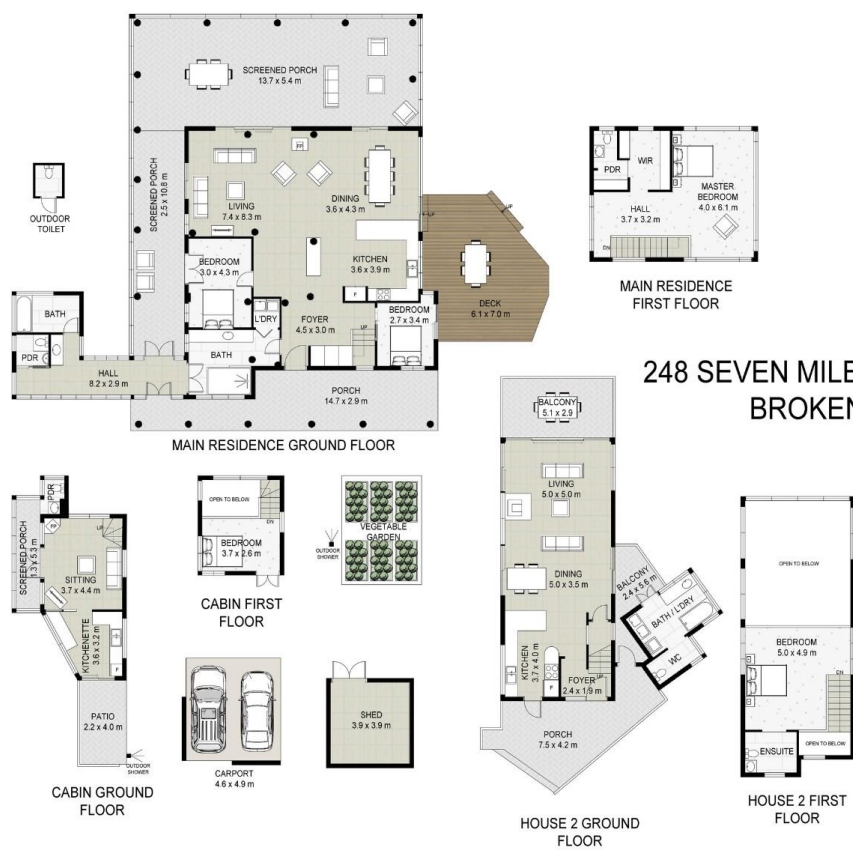 SCREENED PORCH
13.7 x 5.4 m
SCREENED PORCH
2.5 x 10.8 m
OUTDOOR
TOILET
LIVING
7.4 x 8.3 m
FP
DINING
3.6 x 4.3 m
KITCHEN
3.6 x 3.9 m
F
BEDROOM
3.0 x 4.3 m
L'DRY
FOYER
4.5 x 3.0 m
UP
BEDROOM
2.7 x 3.4 m
UP
UP
DECK
6.1 x 7.0 m
BATH
BATH
PDR
HALL
8.2 x 2.9 m
PORCH
14.7 x 2.9 m
MAIN RESIDENCE GROUND FLOOR
PDR
WIR
MASTER
BEDROOM
4.0 x 6.1 m
HALL
3.7 x 3.2 m
DN
MAIN RESIDENCE
FIRST FLOOR
248 SEVEN MILE
BROKEN
PDR
SCREENED PORCH
1.3 x 5.3 m
FP
UP
SITTING
3.7 x 4.4 m
KITCHENETTE
3.6 x 3.2 m
F
PATIO
2.2 x 4.0 m
OUTDOOR
SHOWER
CABIN GROUND
FLOOR
OPEN TO BELOW
DN
BEDROOM
3.7 x 2.6 m
CABIN FIRST
FLOOR
VEGETABLE
GARDEN
OUTDOOR
SHOWER
CARPORT
4.6 x 4.9 m
SHED
3.9 x 3.9 m
BALCONY
5.1 x 2.9
LIVING
5.0 x 5.0 m
DINING
5.0 x 3.5 m
BALCONY
2.4 x 5.6 m
BATH / L'DRY
WC
KITCHEN
3.7 x 4.0 m
F
FOYER
2.4 x 1.9 m
UP
PORCH
7.5 x 4.2 m
HOUSE 2 GROUND
FLOOR
OPEN TO BELOW
BEDROOM
5.0 x 4.9 m
ENSUITE
OPEN TO BELOW
HOUSE 2 FIRST
FLOOR